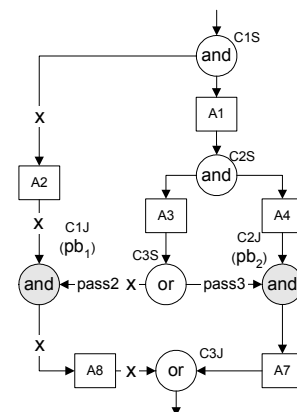 C1S
and
A1
x
C2S
and
A2
A3
A4
x
C1J
(pb1)
C3S
C2J
(pb2)
and
pass2
x
or
pass3
and
x
A8
x
C3J
or
A7